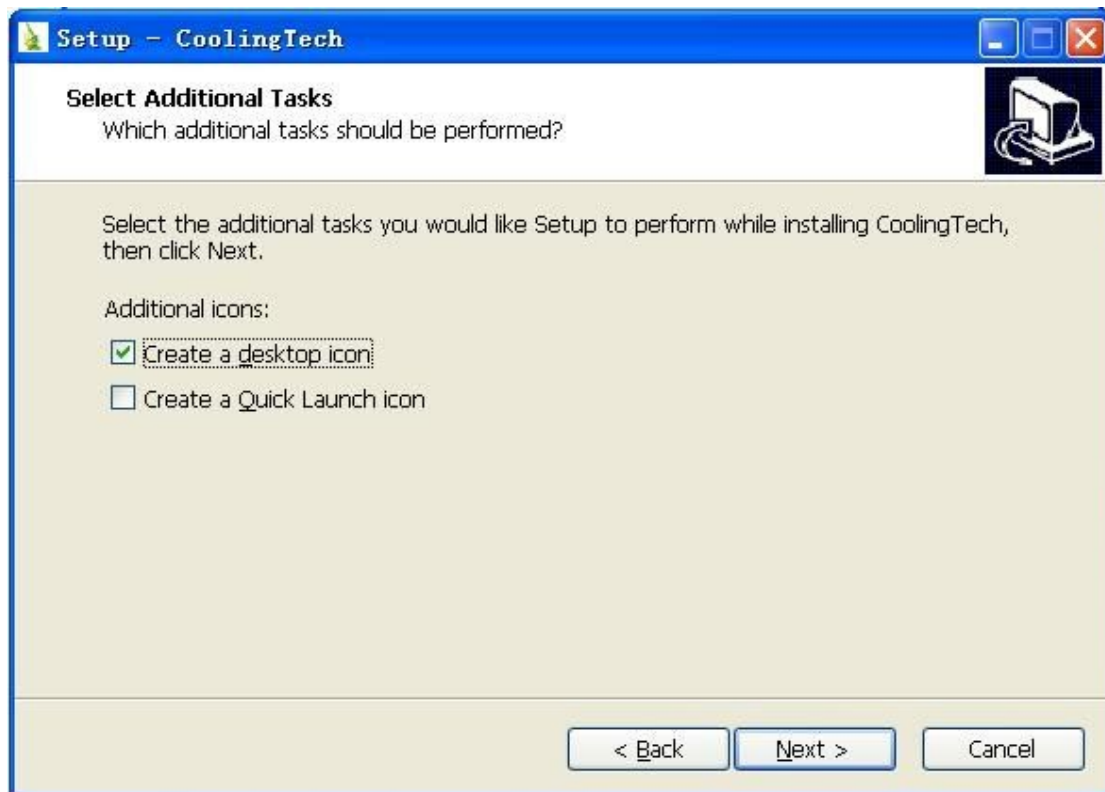 Setup - CoolingTech
Select Additional Tasks
Which additional tasks should be performed?
Select the additional tasks you would like Setup to perform while installing CoolingTech,
then click Next.
Additional icons:
Create a desktop icon
Create a Quick Launch icon
< Back
Next >
Cancel